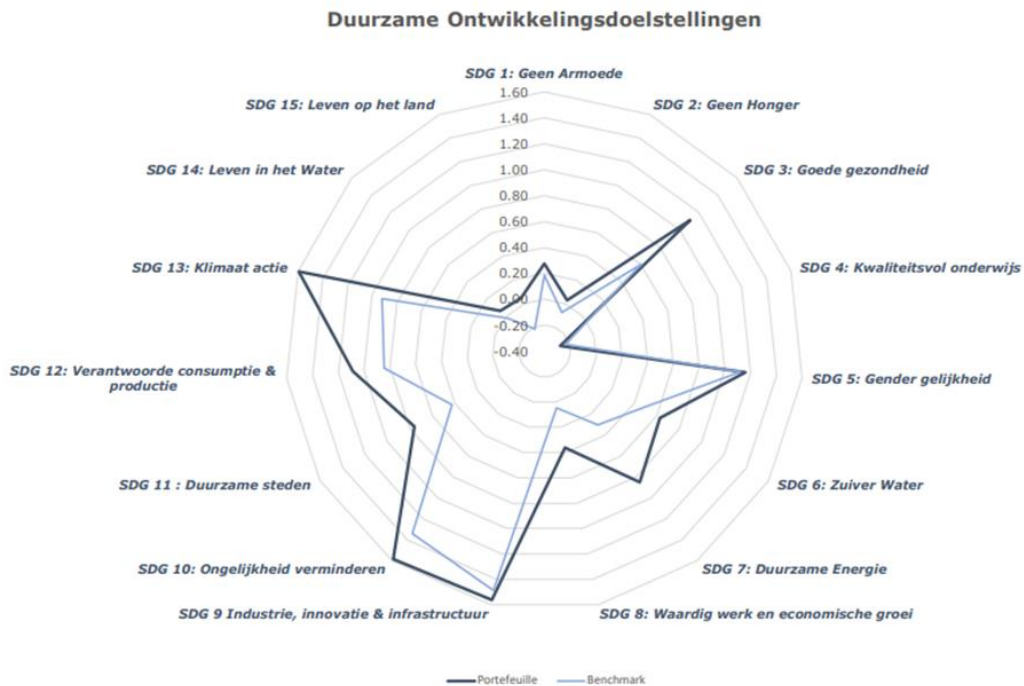 Duurzame Ontwikkelingsdoelstellingen
SDG 1: Geen Armoede
SDG 2: Geen Honger
SDG 3: Goede gezondheid
SDG 4: Kwaliteitsvol onderwijs
SDG 5: Gender gelijkheid
SDG 6: Zuiver Water
SDG 7: Duurzame Energie
SDG 8: Waardig werk en economische groei
SDG 9 Industrie, innovatie & infrastructuur
SDG 10: Ongelijkheid verminderen
SDG 11 : Duurzame steden
SDG 12: Verantwoorde consumptie &
productie
SDG 13: Klimaat actie
SDG 14: Leven in het Water
SDG 15: Leven op het land
1.60
1.40
1.20
1.00
0.80
0.60
0.40
0.20
0.00
-0.20
-0.40
Portefeuille
Benchmark